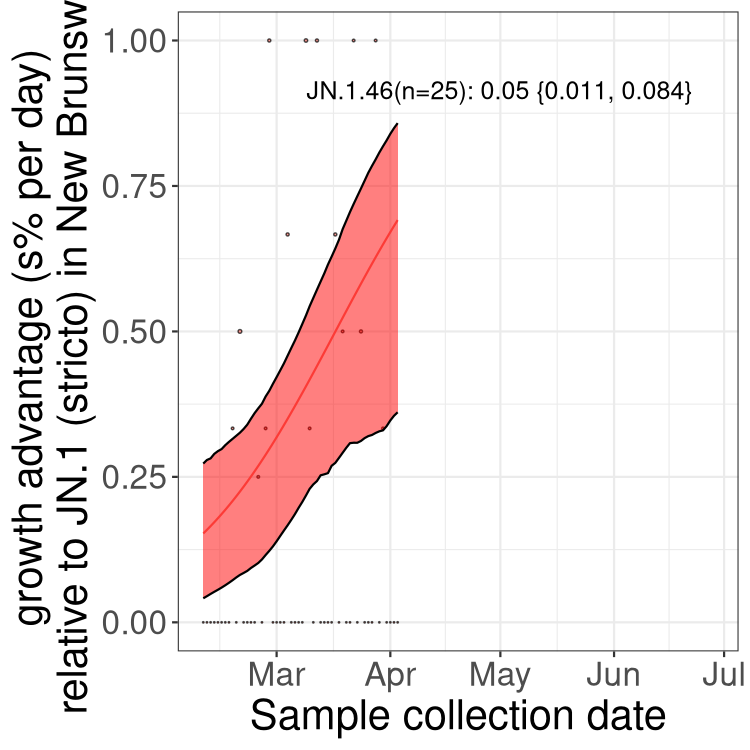 growth advantage (s% per day)
relative to JN.1 (stricto) in New Brunsw
1.00
0.75
0.50
0.25
0.00
JN.1.46(n=25): 0.05 {0.011, 0.084}
Mar Apr May Jun Jul
Sample collection date